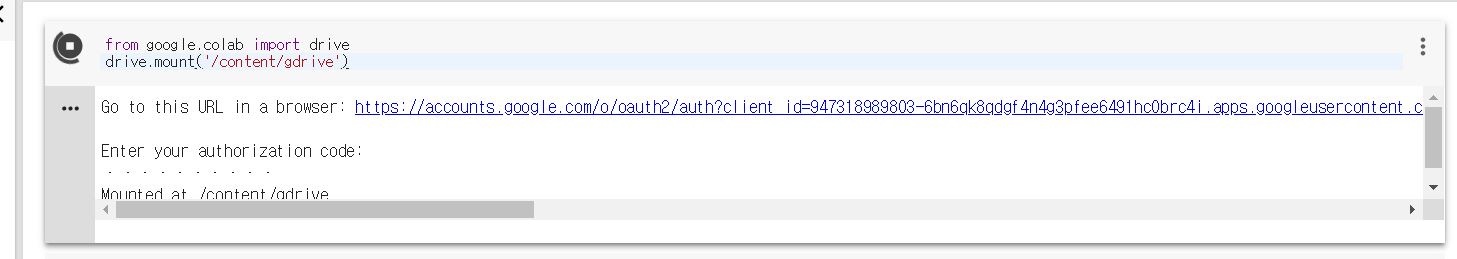 from google.colab import drive
drive.mount('/content/gdrive')
Go to this URL in a browser: https://accounts.google.com/o/oauth2/auth?client_id=947318989803-6bn6qk8qdgf4n4g3pfee6491hc0brc4i.apps.googleusercontent.c
Enter your authorization code:
··········
Mounted at /content/gdrive